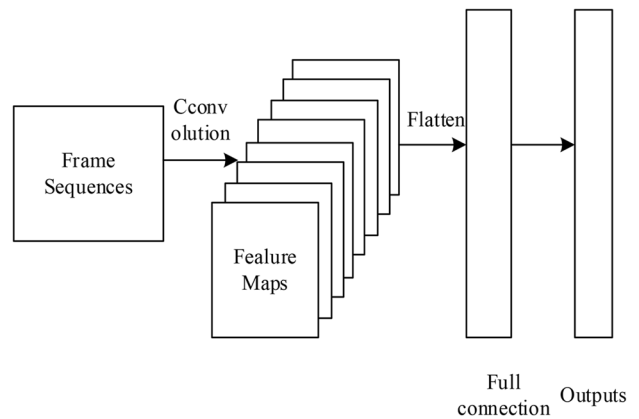 Frame
Sequences
Cconv
olution
Fealure
Maps
Flatten
Full
connection
Outputs